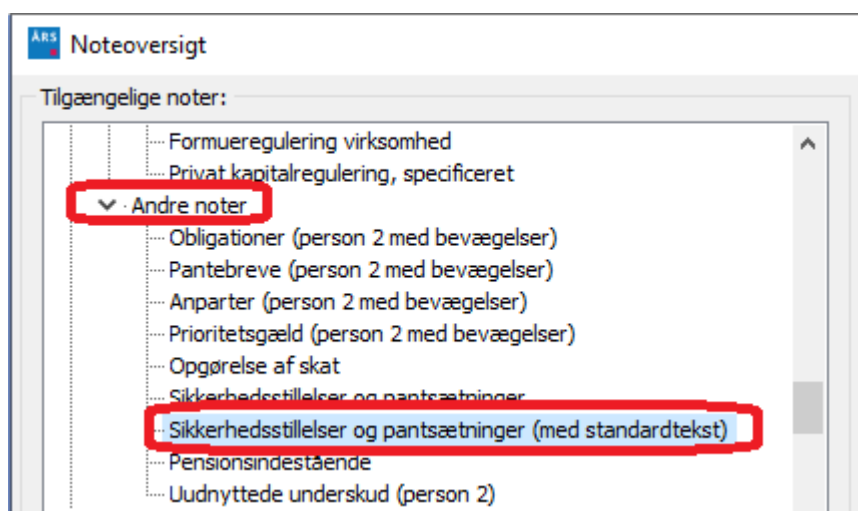 ÅRS
Noteoversigt
Tilgængelige noter:
Formueregulering virksomhed
Privat kapitalregulering, specificeret
Andre noter
Obligationer (person 2 med bevægelser)
Pantebreve (person 2 med bevægelser)
Anparter (person 2 med bevægelser)
Prioritetsgæld (person 2 med bevægelser)
Opgørelse af skat
Sikkerhedsstillelser og pantsætninger
Sikkerhedsstillelser og pantsætninger (med standardtekst)
Pensionsindestående
Uudnyttede underskud (person 2)